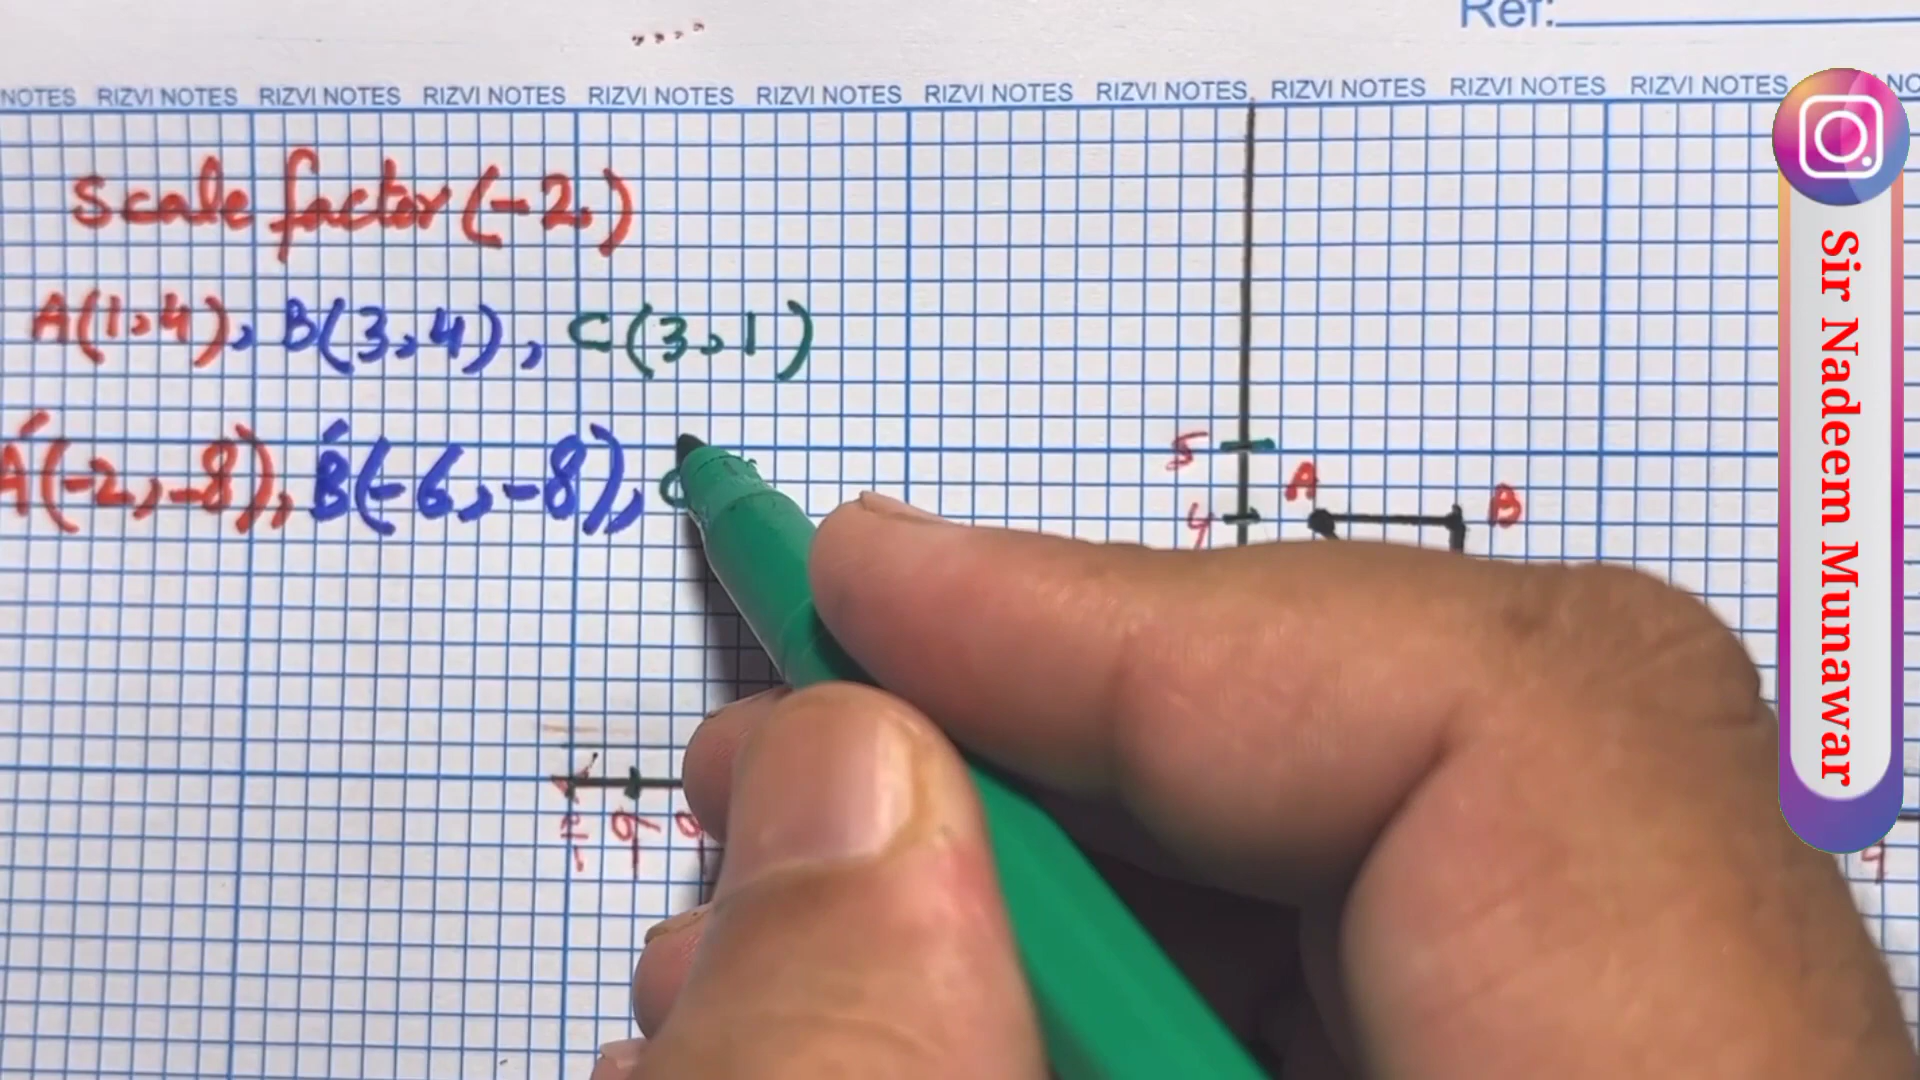 Ref:
NOTES RIZVI NOTES RIZVI NOTES RIZVI NOTES RIZVI NOTES RIZVI NOTES RIZVI NOTES RIZVI NOTES RIZVI NOTES RIZVI NOTES RIZVI NOTES
Scale factor (-2)
A(1,4), B(3,4), C(3,1)
Á(-2,-8), B́(-6,-8), C
5
A B
4
Sir Nadeem Munawar